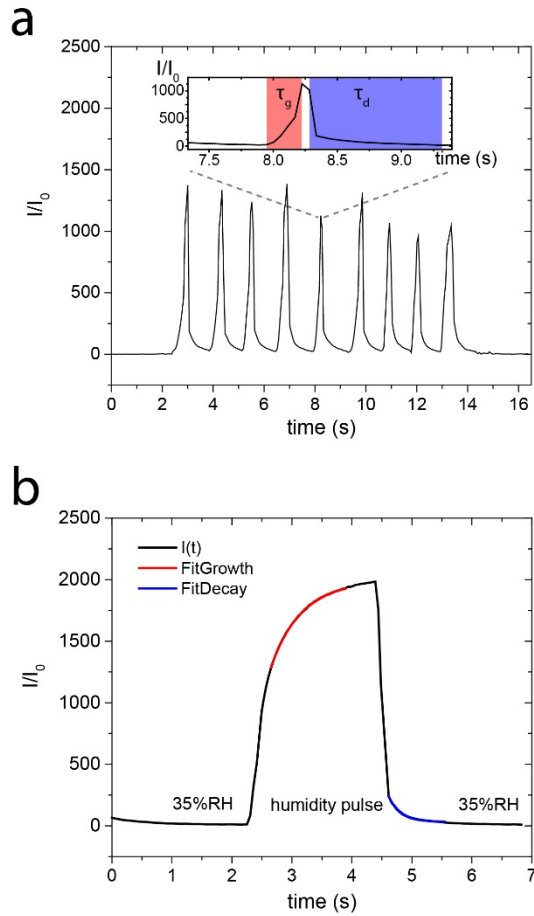 a
2500
2000
1500
1000
500
0
I/I0
0 2 4 6 8 10 12 14 16
time (s)
I/I0
1000
500
0
τg
τd
7.5 8.0 8.5 9.0
time (s)
b
2500
2000
1500
1000
500
0
I/I0
I(t)
FitGrowth
FitDecay
35%RH humidity pulse 35%RH
0 1 2 3 4 5 6 7
time (s)